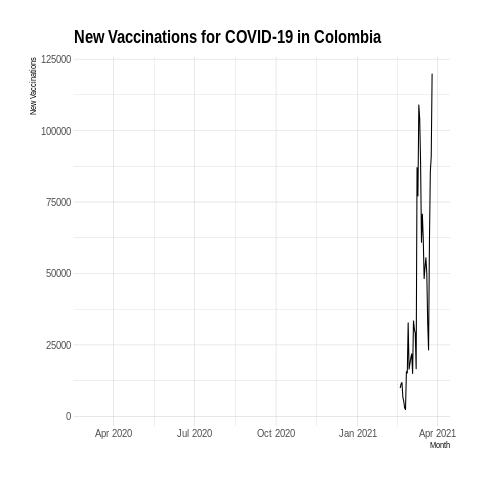 New Vaccinations for COVID-19 in Colombia
New Vaccinations
125000
100000
75000
50000
25000
0
Apr 2020 Jul 2020 Oct 2020 Jan 2021 Apr 2021
Month